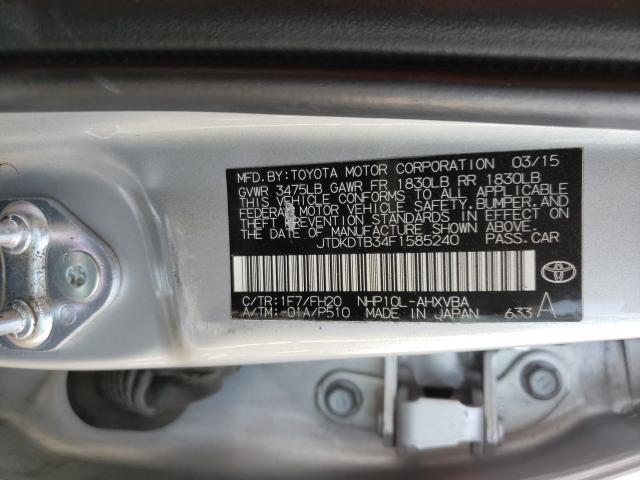 MFD.BY:TOYOTA MOTOR CORPORATION 03/15
GVWR 3475LB GAWR FR 1830LB RR 1830LB
THIS VEHICLE CONFORMS TO ALL APPLICABLE
FEDERAL MOTOR VEHICLE SAFETY,BUMPER,AND
THEFT PREVENTION STANDARDS IN EFFECT ON
THE DATE OF MANUFACTURE SHOWN ABOVE.
JTDKDTB34F1585240 PASS.CAR
C/TR:1F7/FH20 NHP10L-AHXVBA
A/TM:-01A/P510 MADE IN JAPAN 633 A